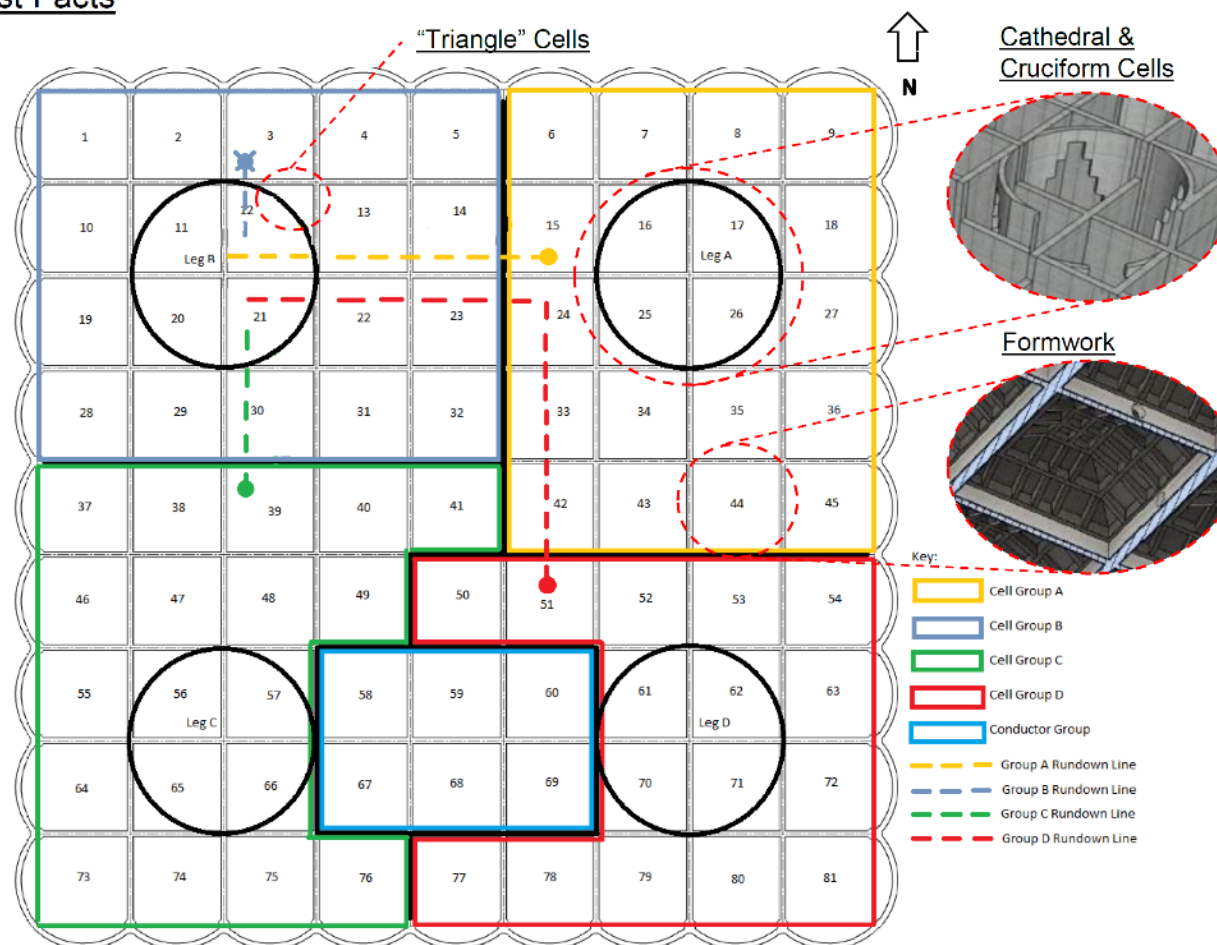 "Triangle" Cells
Cathedral &
Cruciform Cells
N
1 2 3 4 5 6 7 8 9
10 11 12 13 14 15 16 17 18
Leg B Leg A
Formwork
19 20 21 22 23 24 25 26 27
28 29 30 31 32 33 34 35 36
37 38 39 40 41 42 43 44 45
Key:
Cell Group A
46 47 48 49 50 51 52 53 54
Cell Group B
Cell Group C
55 56 57 58 59 60 61 62 63
Cell Group D
Leg C Leg D
Conductor Group
Group A Rundown Line
64 65 66 67 68 69 70 71 72
Group B Rundown Line
Group C Rundown Line
Group D Rundown Line
73 74 75 76 77 78 79 80 81